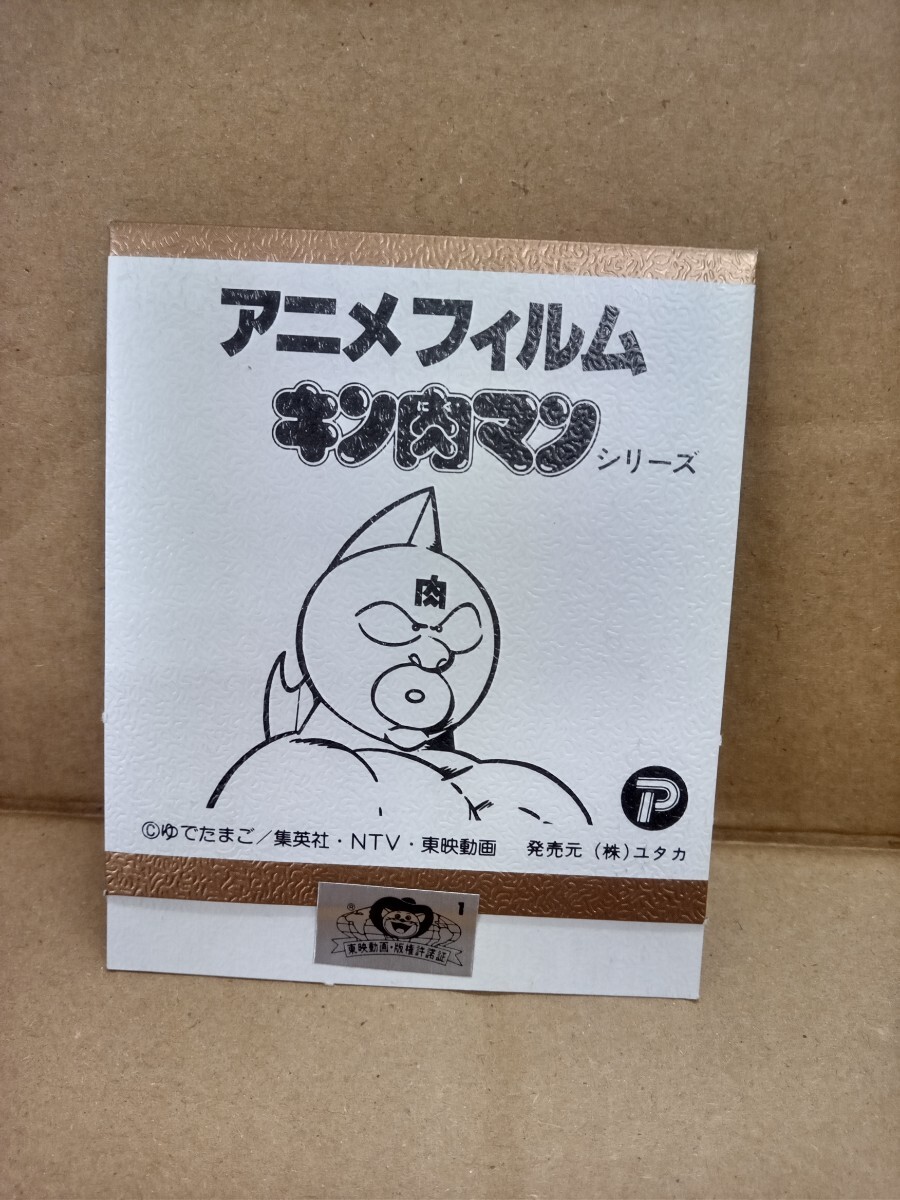 アニメフィルム
キン肉マン シリーズ
肉
P
©ゆでたまご/集英社・NTV・東映動画 発売元 (株)ユタカ
® 1
東映動画・版権許諾証